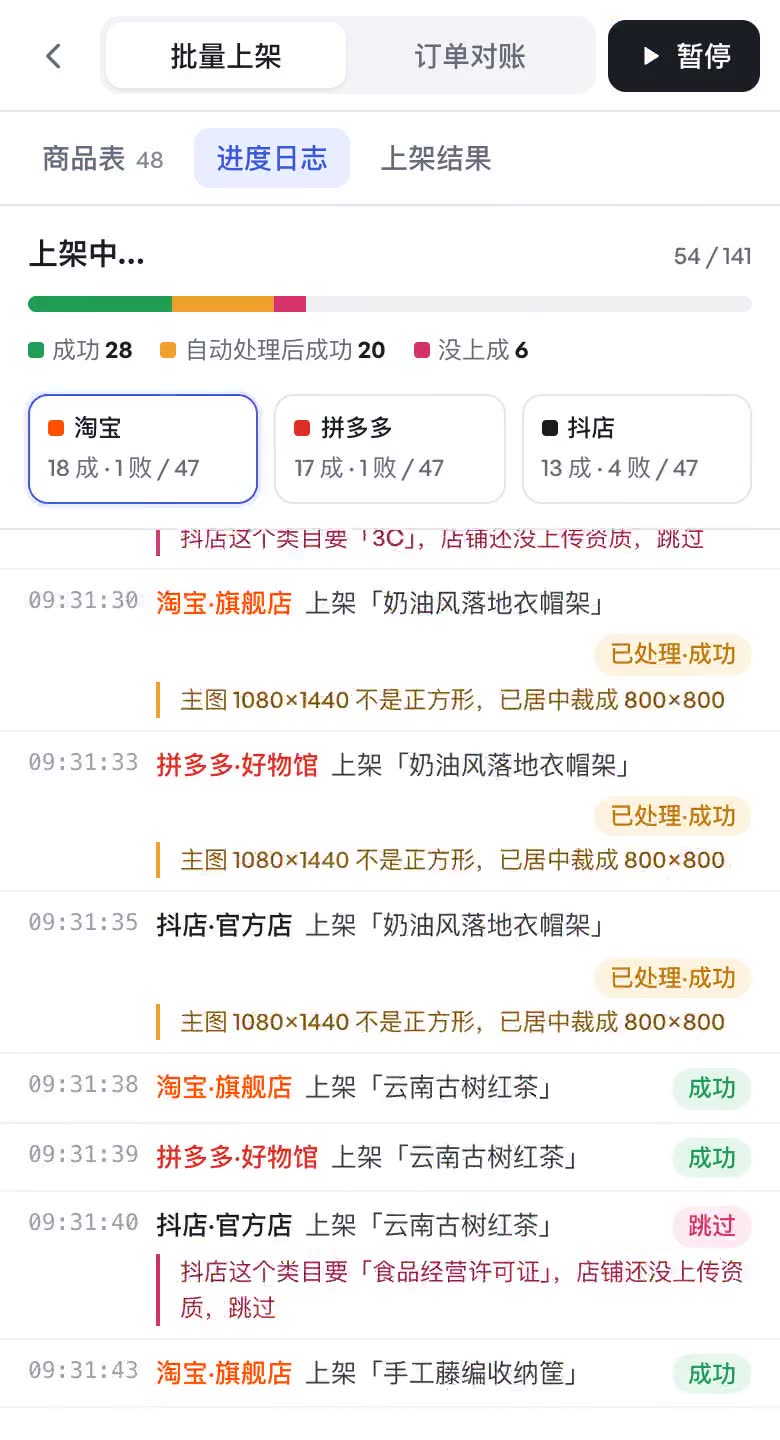 批量上架
订单对账
暂停
商品表 48
进度日志
上架结果
上架中...
54 / 141
成功 28
自动处理后成功 20
没上成 6
淘宝
18 成 · 1 败 / 47
拼多多
17 成 · 1 败 / 47
抖店
13 成 · 4 败 / 47
抖店这个类目要「3C」，店铺还没上传资质，跳过
09:31:30 淘宝·旗舰店 上架「奶油风落地衣帽架」
已处理·成功
主图 1080×1440 不是正方形，已居中裁成 800×800
09:31:33 拼多多·好物馆 上架「奶油风落地衣帽架」
已处理·成功
主图 1080×1440 不是正方形，已居中裁成 800×800
09:31:35 抖店·官方店 上架「奶油风落地衣帽架」
已处理·成功
主图 1080×1440 不是正方形，已居中裁成 800×800
09:31:38 淘宝·旗舰店 上架「云南古树红茶」 成功
09:31:39 拼多多·好物馆 上架「云南古树红茶」 成功
09:31:40 抖店·官方店 上架「云南古树红茶」 跳过
抖店这个类目要「食品经营许可证」，店铺还没上传资
质，跳过
09:31:43 淘宝·旗舰店 上架「手工藤编收纳筐」 成功